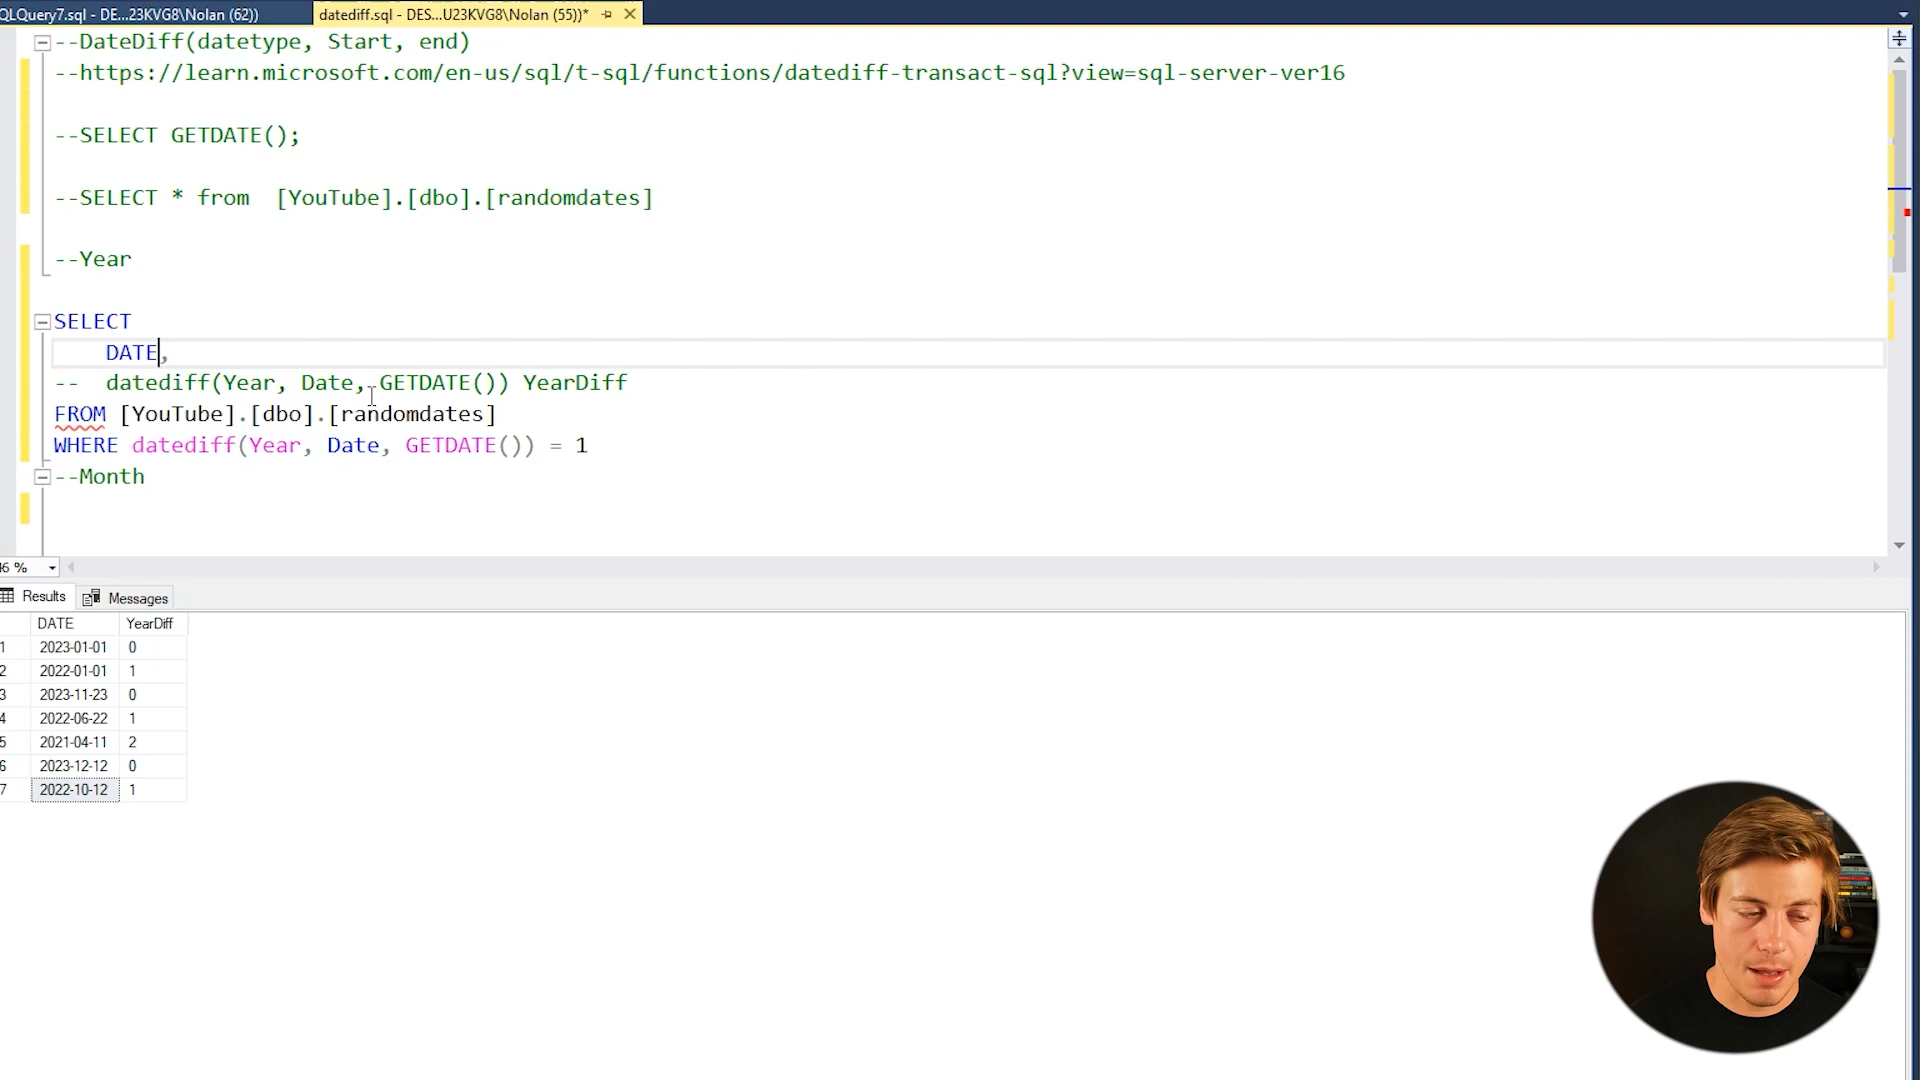 QLQuery7.sql - DE...23KVG8\Nolan (62))
datediff.sql - DES...U23KVG8\Nolan (55))*
--DateDiff(datetype, Start, end)
--https://learn.microsoft.com/en-us/sql/t-sql/functions/datediff-transact-sql?view=sql-server-ver16
--SELECT GETDATE();
--SELECT * from  [YouTube].[dbo].[randomdates]
--Year
SELECT
DATE,
--  datediff(Year, Date, GETDATE()) YearDiff
FROM [YouTube].[dbo].[randomdates]
WHERE datediff(Year, Date, GETDATE()) = 1
--Month
46 %
Results Messages
DATE YearDiff
1 2023-01-01 0
2 2022-01-01 1
3 2023-11-23 0
4 2022-06-22 1
5 2021-04-11 2
6 2023-12-12 0
7 2022-10-12 1